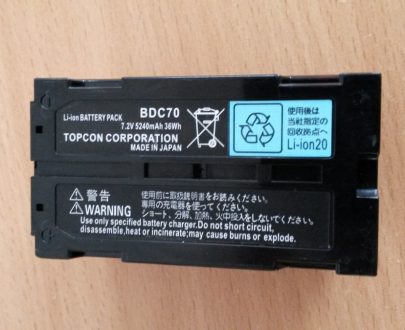 Li-ion BATTERY PACK BDC70
7.2V 5240mAh 36Wh
TOPCON CORPORATION
MADE IN JAPAN
使用後は
当社指定の
回収拠点へ
Li-ion20
警告
WARNING
使用前に取扱説明書をお読みください。
専用の充電器を使ってください。
ショート、分解、加熱、火中投入をしないでください。
Use only specified battery charger.Do not short circuit,
disassemble,heat or incinerate;may cause burns or explosion.